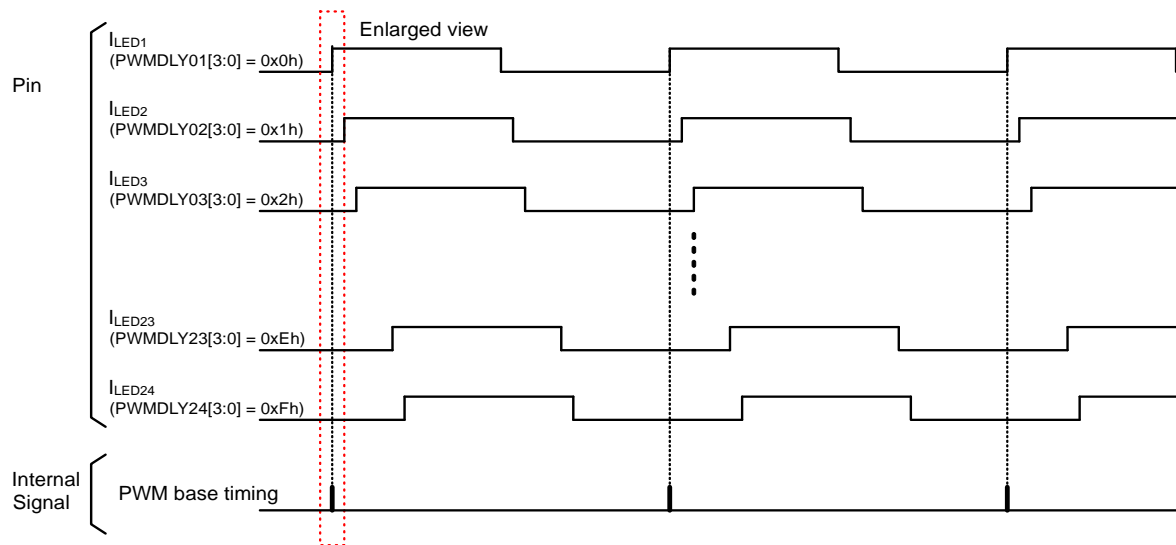 Enlarged view
Pin
ILED1
(PWMDLY01[3:0] = 0x0h)
ILED2
(PWMDLY02[3:0] = 0x1h)
ILED3
(PWMDLY03[3:0] = 0x2h)
ILED23
(PWMDLY23[3:0] = 0xEh)
ILED24
(PWMDLY24[3:0] = 0xFh)
Internal
Signal
PWM base timing